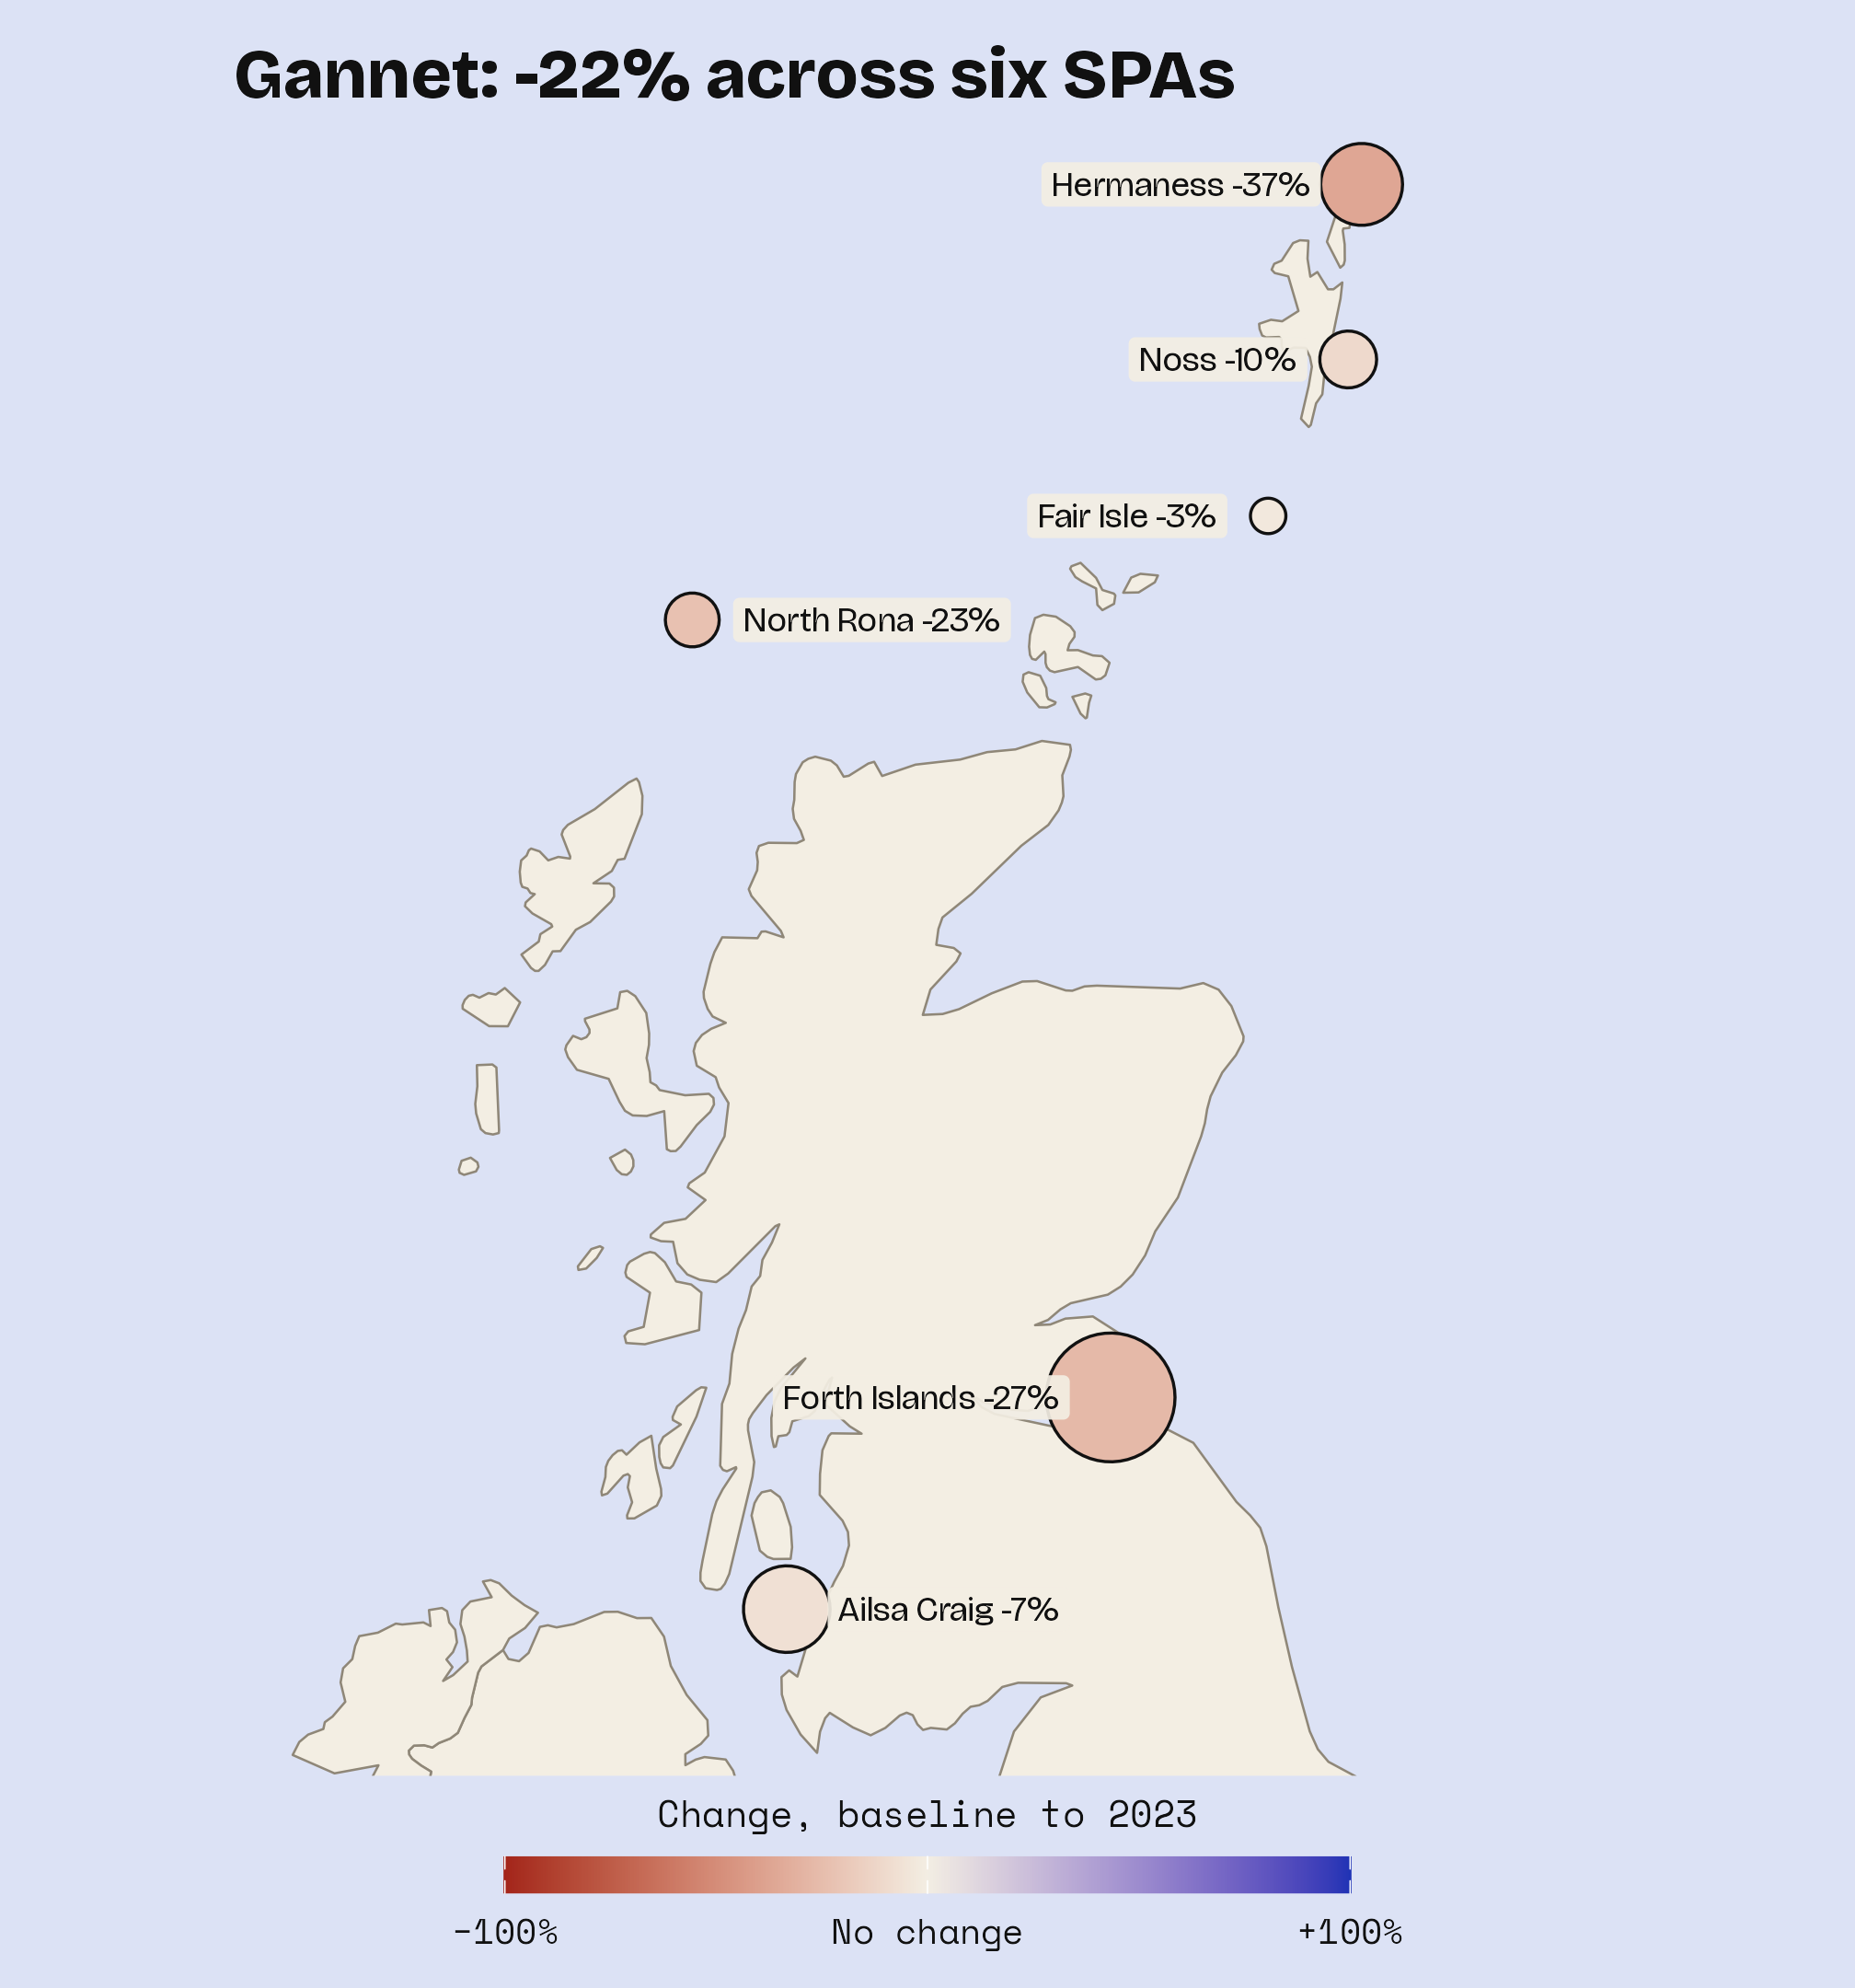 Gannet: -22% across six SPAs
Hermaness -37%
Noss -10%
Fair Isle -3%
North Rona -23%
Forth Islands -27%
Ailsa Craig -7%
Change, baseline to 2023
−100%
No change
+100%